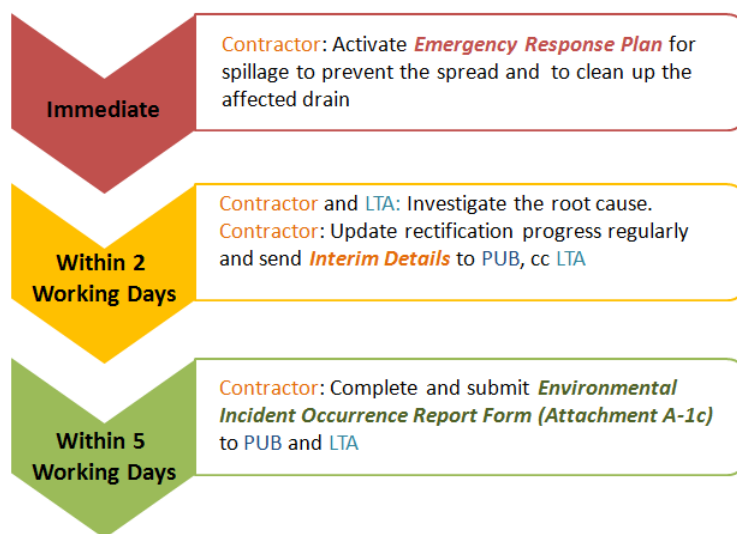 Immediate
Contractor: Activate Emergency Response Plan for
spillage to prevent the spread and to clean up the
affected drain
Within 2
Working Days
Contractor and LTA: Investigate the root cause.
Contractor: Update rectification progress regularly
and send Interim Details to PUB, cc LTA
Within 5
Working Days
Contractor: Complete and submit Environmental
Incident Occurrence Report Form (Attachment A-1c)
to PUB and LTA